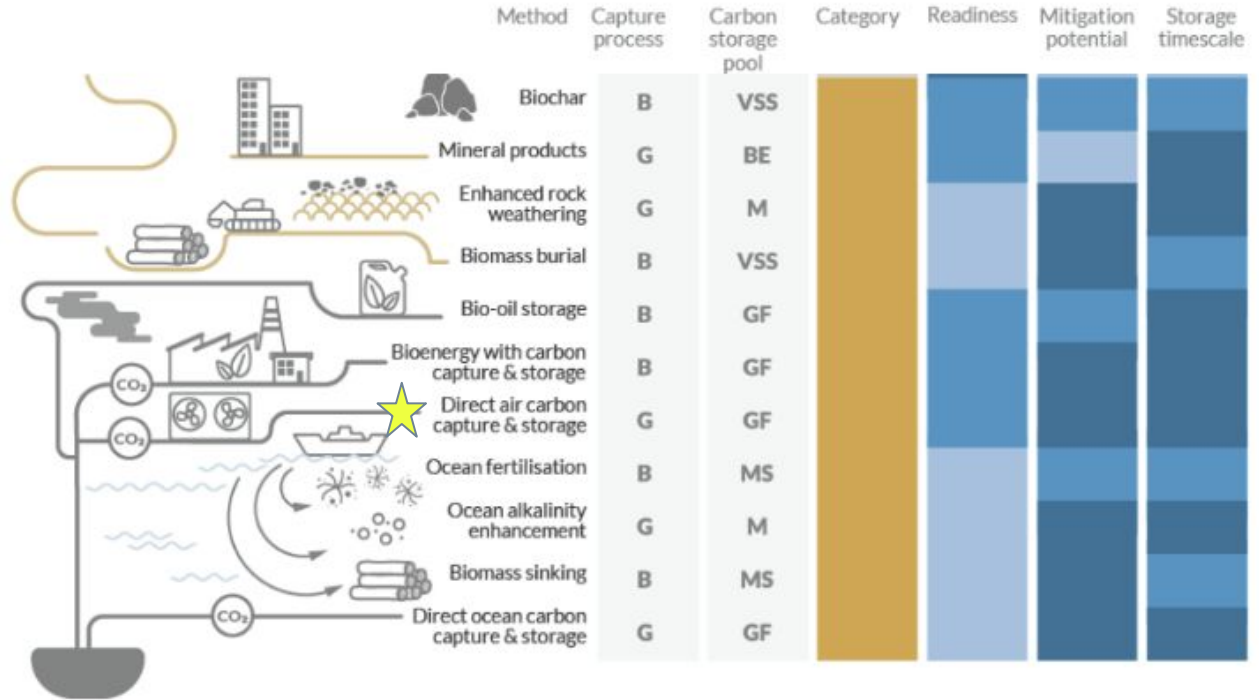 Method Capture process Carbon storage pool Category Readiness Mitigation potential Storage timescale
Biochar B VSS
Mineral products G BE
Enhanced rock weathering G M
Biomass burial B VSS
Bio-oil storage B GF
Bioenergy with carbon capture & storage B GF
CO₂
Direct air carbon capture & storage G GF
CO₂
Ocean fertilisation B MS
Ocean alkalinity enhancement G M
Biomass sinking B MS
CO₂
Direct ocean carbon capture & storage G GF